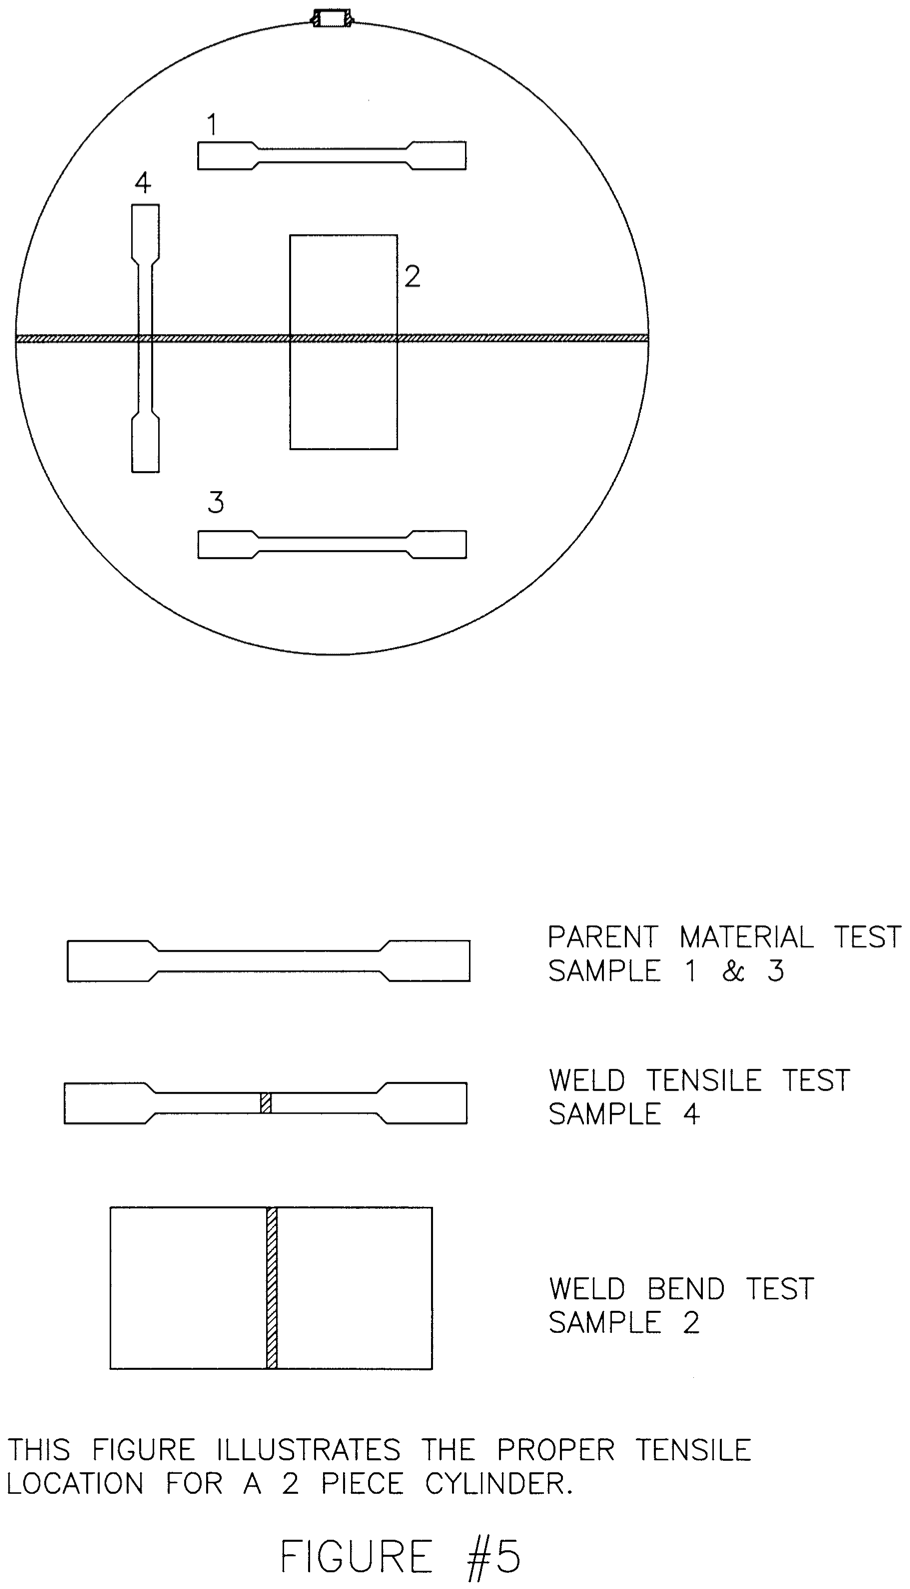 1
4
2
3
PARENT MATERIAL TEST
SAMPLE 1 & 3
WELD TENSILE TEST
SAMPLE 4
WELD BEND TEST
SAMPLE 2
THIS FIGURE ILLUSTRATES THE PROPER TENSILE
LOCATION FOR A 2 PIECE CYLINDER.
FIGURE #5